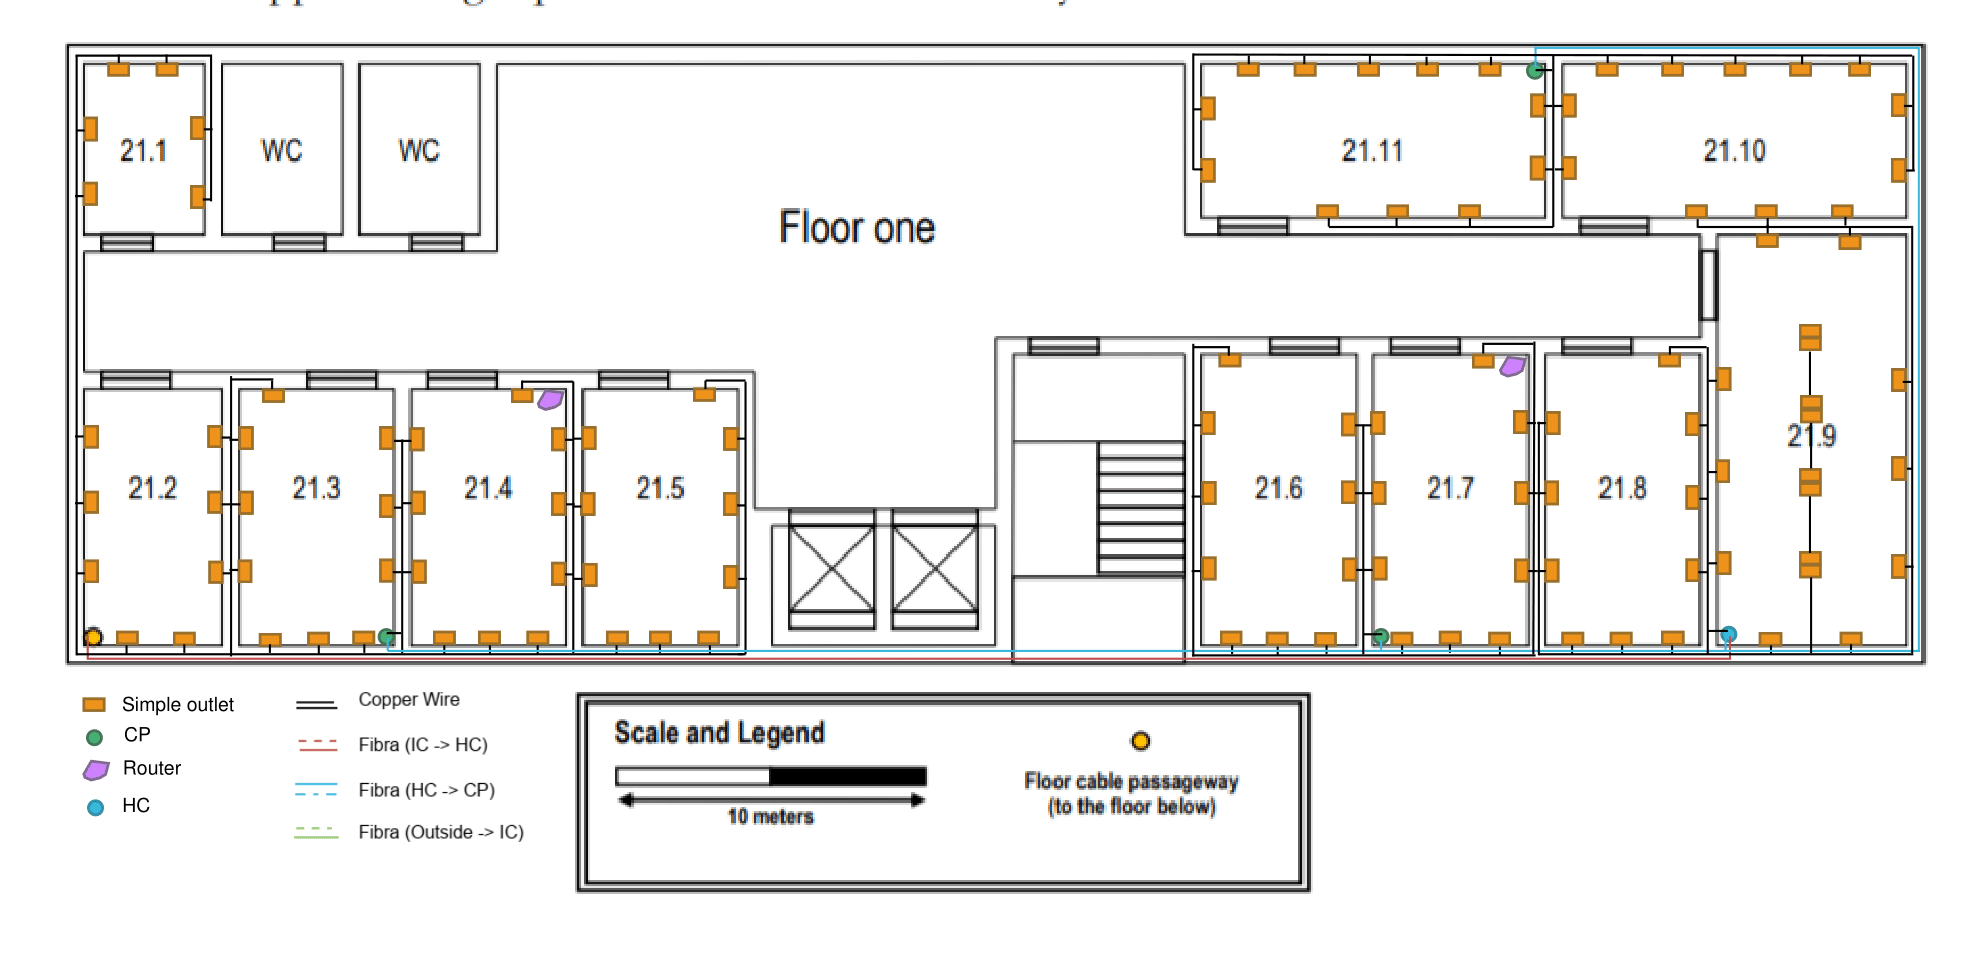 21.1
WC
WC
Floor one
21.11
21.10
21.2
21.3
21.4
21.5
21.6
21.7
21.8
21.9
Simple outlet
CP
Router
HC
Copper Wire
Fibra (IC -> HC)
Fibra (HC -> CP)
Fibra (Outside -> IC)
Scale and Legend
10 meters
Floor cable passageway
(to the floor below)